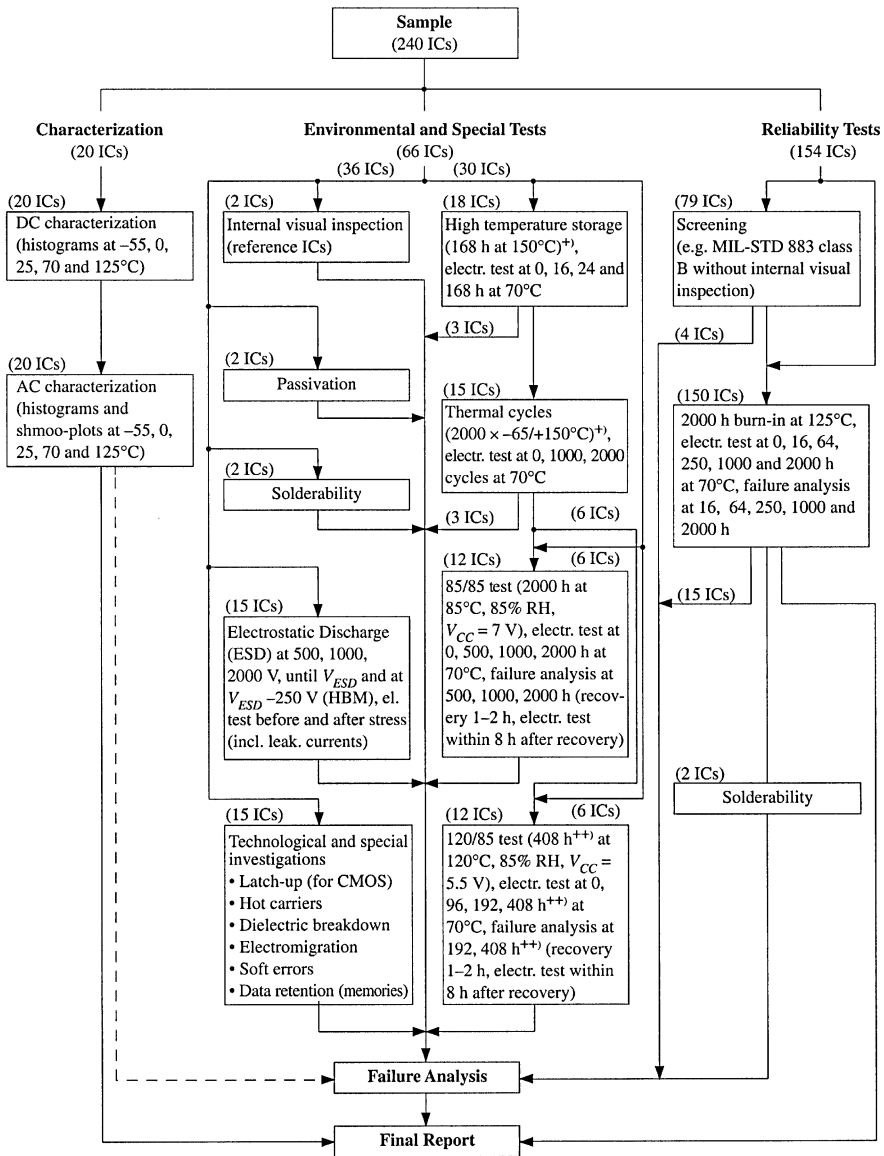 Sample
(240 ICs)
Characterization
(20 ICs)
Environmental and Special Tests
(66 ICs)
(36 ICs)
(30 ICs)
Reliability Tests
(154 ICs)
(20 ICs)
DC characterization
(histograms at –55, 0,
25, 70 and 125°C)
(20 ICs)
AC characterization
(histograms and
shmoo-plots at –55, 0,
25, 70 and 125°C)
(2 ICs)
Internal visual inspection
(reference ICs)
(2 ICs)
Passivation
(2 ICs)
Solderability
(15 ICs)
Electrostatic Discharge
(ESD) at 500, 1000,
2000 V, until VESD and at
VESD –250 V (HBM), el.
test before and after stress
(incl. leak. currents)
(15 ICs)
Technological and special
investigations
• Latch-up (for CMOS)
• Hot carriers
• Dielectric breakdown
• Electromigration
• Soft errors
• Data retention (memories)
(18 ICs)
High temperature storage
(168 h at 150°C)+),
electr. test at 0, 16, 24 and
168 h at 70°C
(3 ICs)
(15 ICs)
Thermal cycles
(2000 × –65/+150°C)+),
electr. test at 0, 1000, 2000
cycles at 70°C
(3 ICs)
(6 ICs)
(12 ICs)
(6 ICs)
85/85 test (2000 h at
85°C, 85% RH,
VCC = 7 V), electr. test at
0, 500, 1000, 2000 h at
70°C, failure analysis at
500, 1000, 2000 h (recov-
ery 1–2 h, electr. test
within 8 h after recovery)
(12 ICs)
(6 ICs)
120/85 test (408 h++) at
120°C, 85% RH, VCC =
5.5 V), electr. test at 0,
96, 192, 408 h++) at
70°C, failure analysis at
192, 408 h++) (recovery
1–2 h, electr. test within
8 h after recovery)
(79 ICs)
Screening
(e.g. MIL-STD 883 class
B without internal visual
inspection)
(4 ICs)
(150 ICs)
2000 h burn-in at 125°C,
electr. test at 0, 16, 64,
250, 1000 and 2000 h
at 70°C, failure analysis
at 16, 64, 250, 1000 and
2000 h
(15 ICs)
(2 ICs)
Solderability
Failure Analysis
Final Report